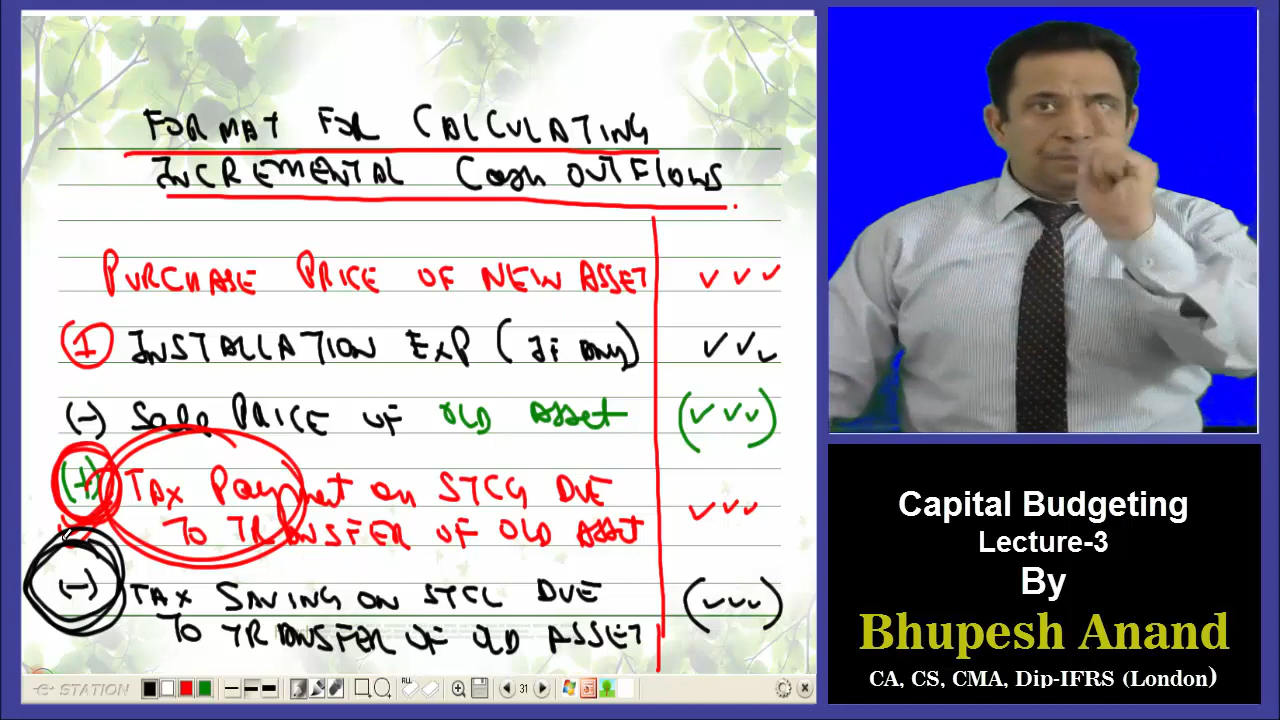 FORMAT FOR CALCULATING
INCREMENTAL Cash OUTFLOWS
PURCHASE PRICE OF NEW ASSET
(I) INSTALLATION EXP (If any)
(-) Sale PRICE OF OLD Asset
(+) TAX Payment on STCG DUE
TO TRANSFER OF OLD ASSET
(-) TAX SAVING ON STCL DUE
TO TRANSFER OF OLD ASSET
e-STATION
31
Capital Budgeting
Lecture-3
By
Bhupesh Anand
CA, CS, CMA, Dip-IFRS (London)